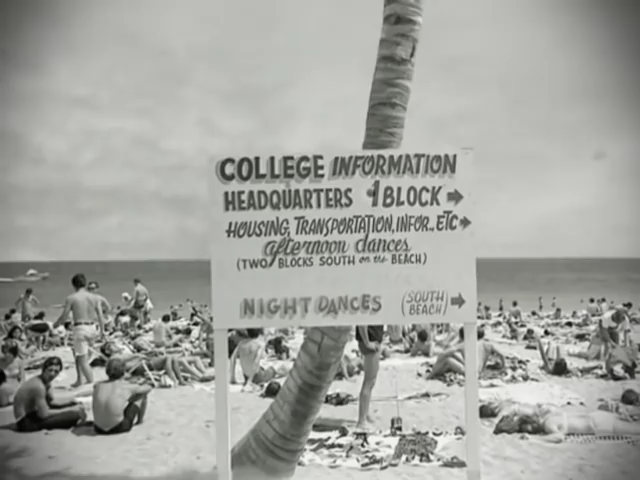 COLLEGE INFORMATION
HEADQUARTERS 1 BLOCK →
HOUSING, TRANSPORTATION, INFOR., ETC →
afternoon dances
(TWO BLOCKS SOUTH on the BEACH)
NIGHT DANCES (SOUTH BEACH) →